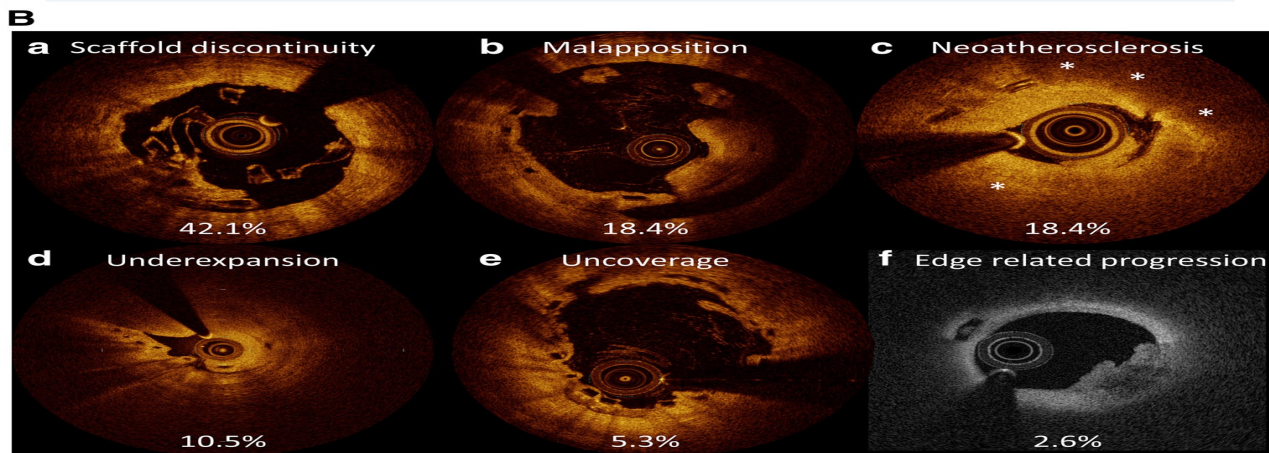 B
a Scaffold discontinuity
b Malapposition
c Neoatherosclerosis
*
*
*
*
42.1%
18.4%
18.4%
d Underexpansion
e Uncoverage
f Edge related progression
10.5%
5.3%
2.6%